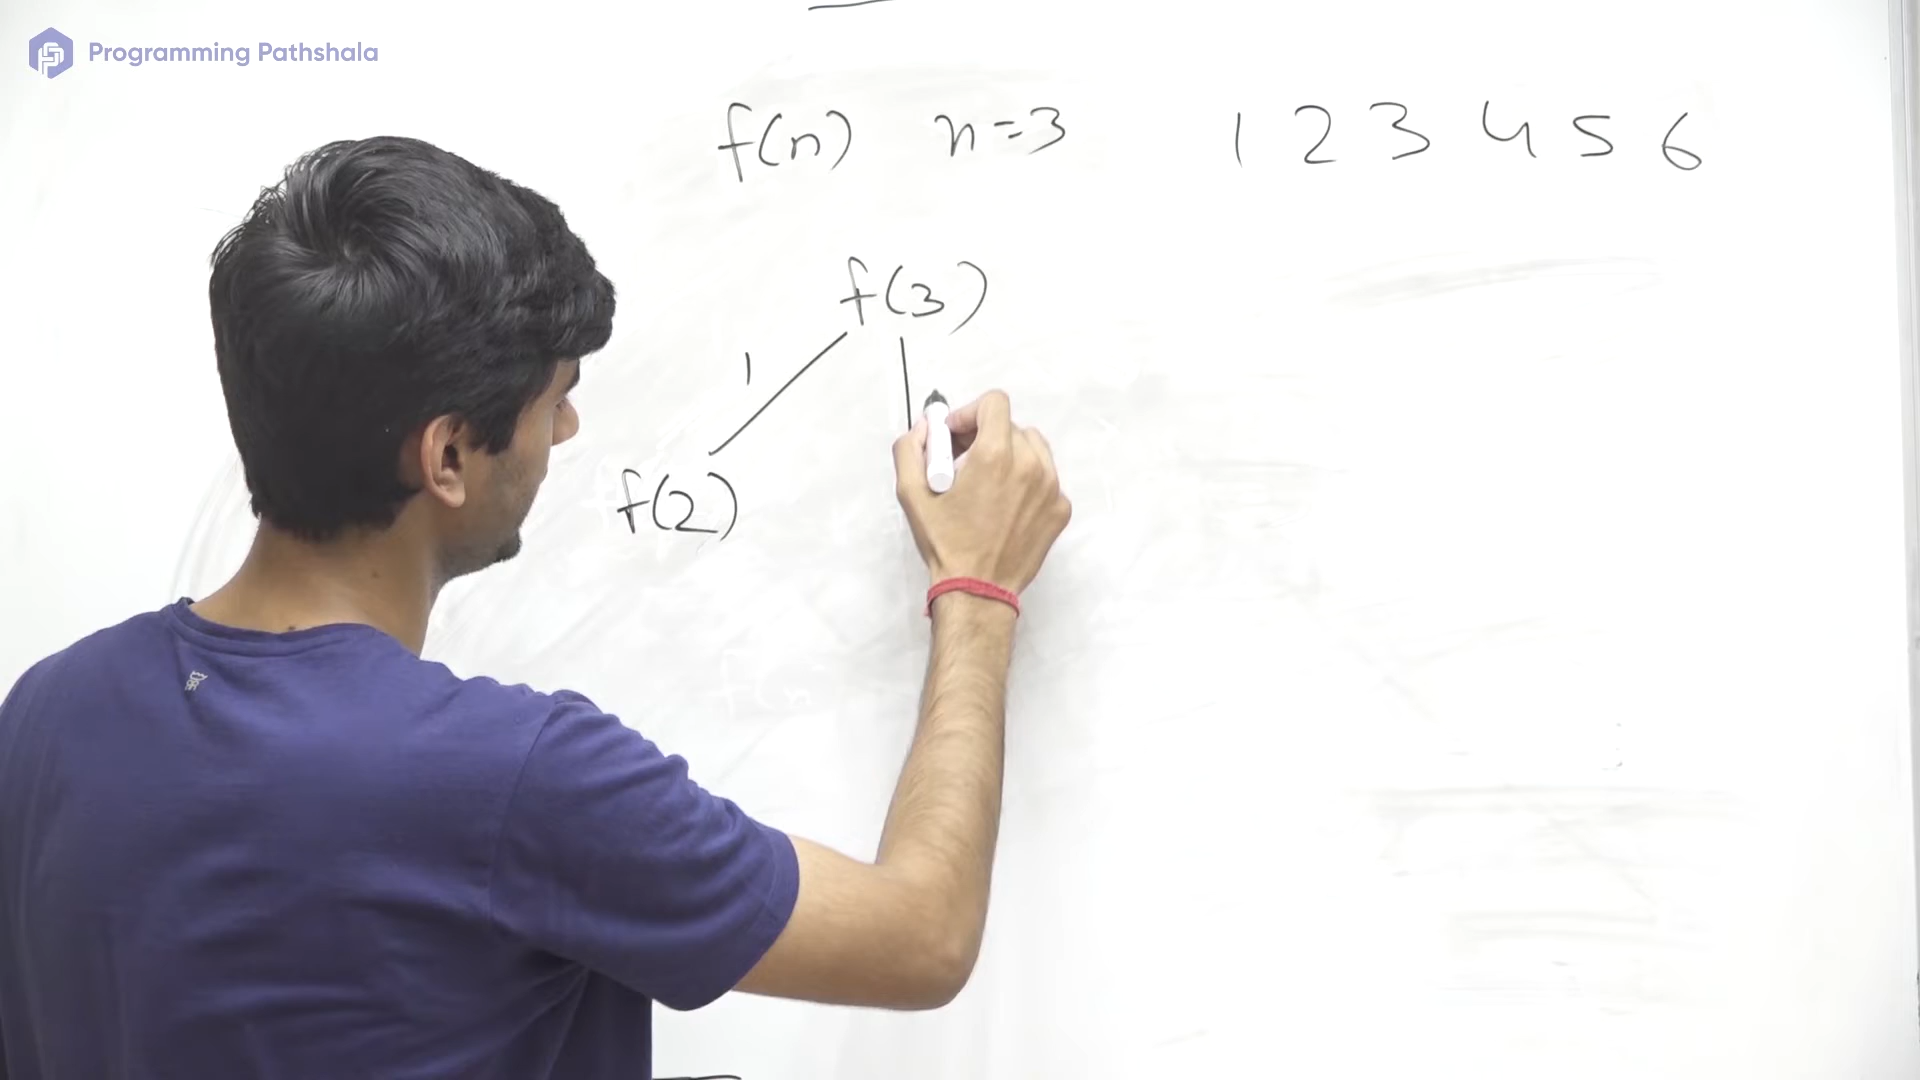 Programming Pathshala
f(n) n=3 1 2 3 4 5 6
f(3)
1
f(2)